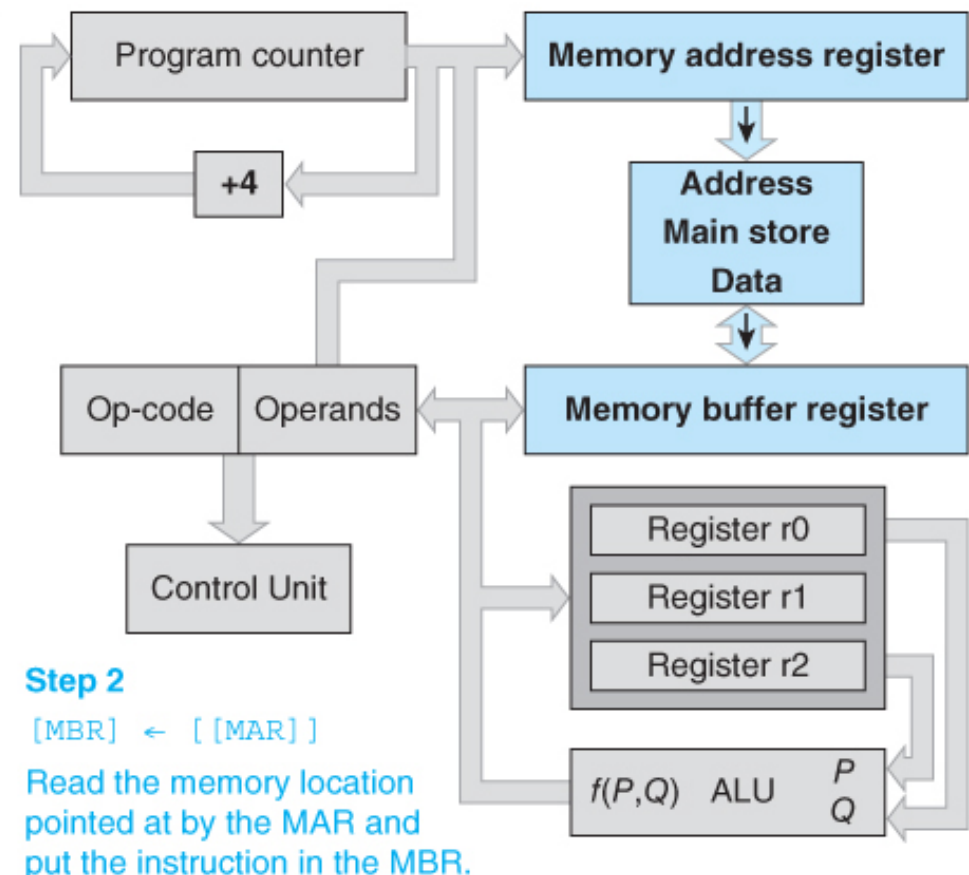 Program counter
Memory address register
+4
Address
Main store
Data
Op-code
Operands
Memory buffer register
Control Unit
Register r0
Register r1
Register r2
f(P,Q) ALU P
Q
Step 2
[MBR] ← [[MAR]]
Read the memory location
pointed at by the MAR and
put the instruction in the MBR.